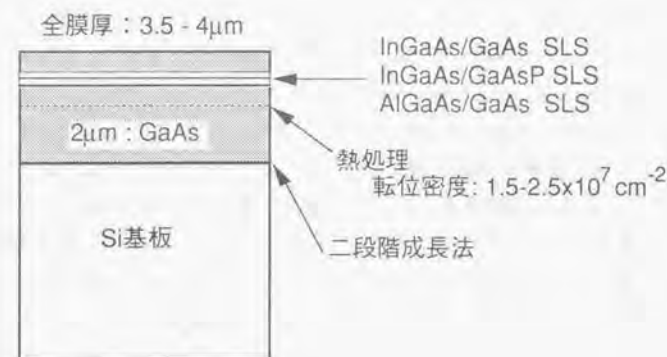 全膜厚：3.5 - 4μm
InGaAs/GaAs SLS
InGaAs/GaAsP SLS
AlGaAs/GaAs SLS
2μm : GaAs
熱処理
転位密度: 1.5-2.5x10⁷ cm⁻²
Si基板
二段階成長法